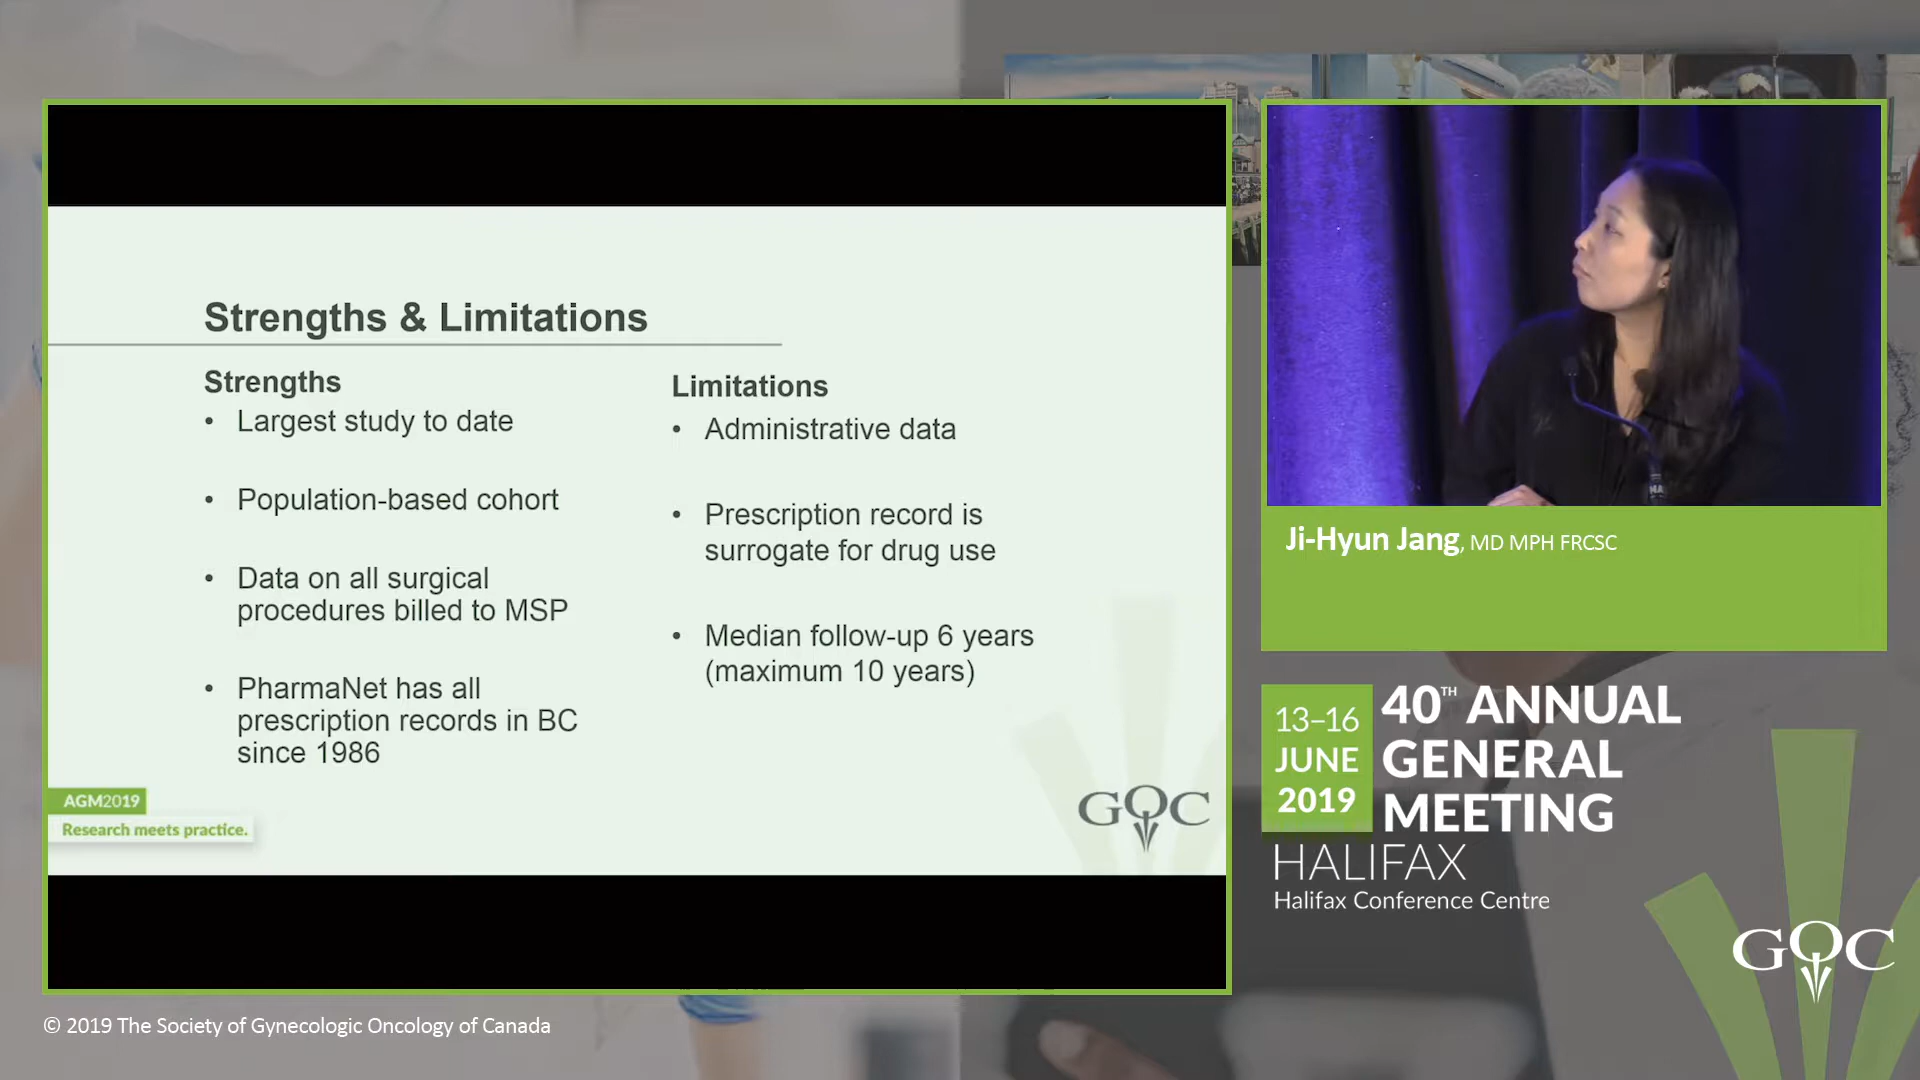 Strengths & Limitations
Strengths
• Largest study to date
• Population-based cohort
• Data on all surgical
procedures billed to MSP
• PharmaNet has all
prescription records in BC
since 1986
Limitations
• Administrative data
• Prescription record is
surrogate for drug use
• Median follow-up 6 years
(maximum 10 years)
AGM2019
Research meets practice.
GOC
Ji-Hyun Jang, MD MPH FRCSC
13–16
JUNE
2019
40TH ANNUAL
GENERAL
MEETING
HALIFAX
Halifax Conference Centre
GOC
© 2019 The Society of Gynecologic Oncology of Canada